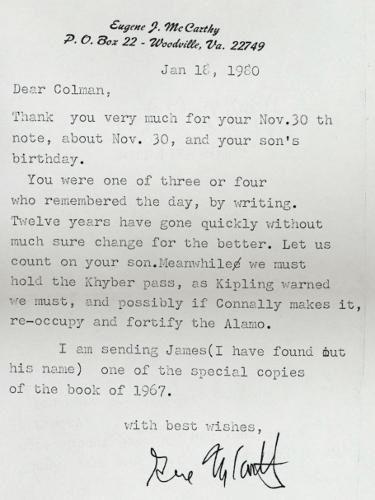 Eugene J. McCarthy
P. O. Box 22 - Woodville, Va. 22749
Jan 18, 1980
Dear Colman,
Thank you very much for your Nov.30 th
note, about Nov. 30, and your son's
birthday.
You were one of three or four
who remembered the day, by writing.
Twelve years have gone quickly without
much sure change for the better. Let us
count on your son.Meanwhile we must
hold the Khyber pass, as Kipling warned
we must, and possibly if Connally makes it,
re-occupy and fortify the Alamo.
I am sending James(I have found out
his name) one of the special copies
of the book of 1967.
with best wishes,
Gene McCarthy